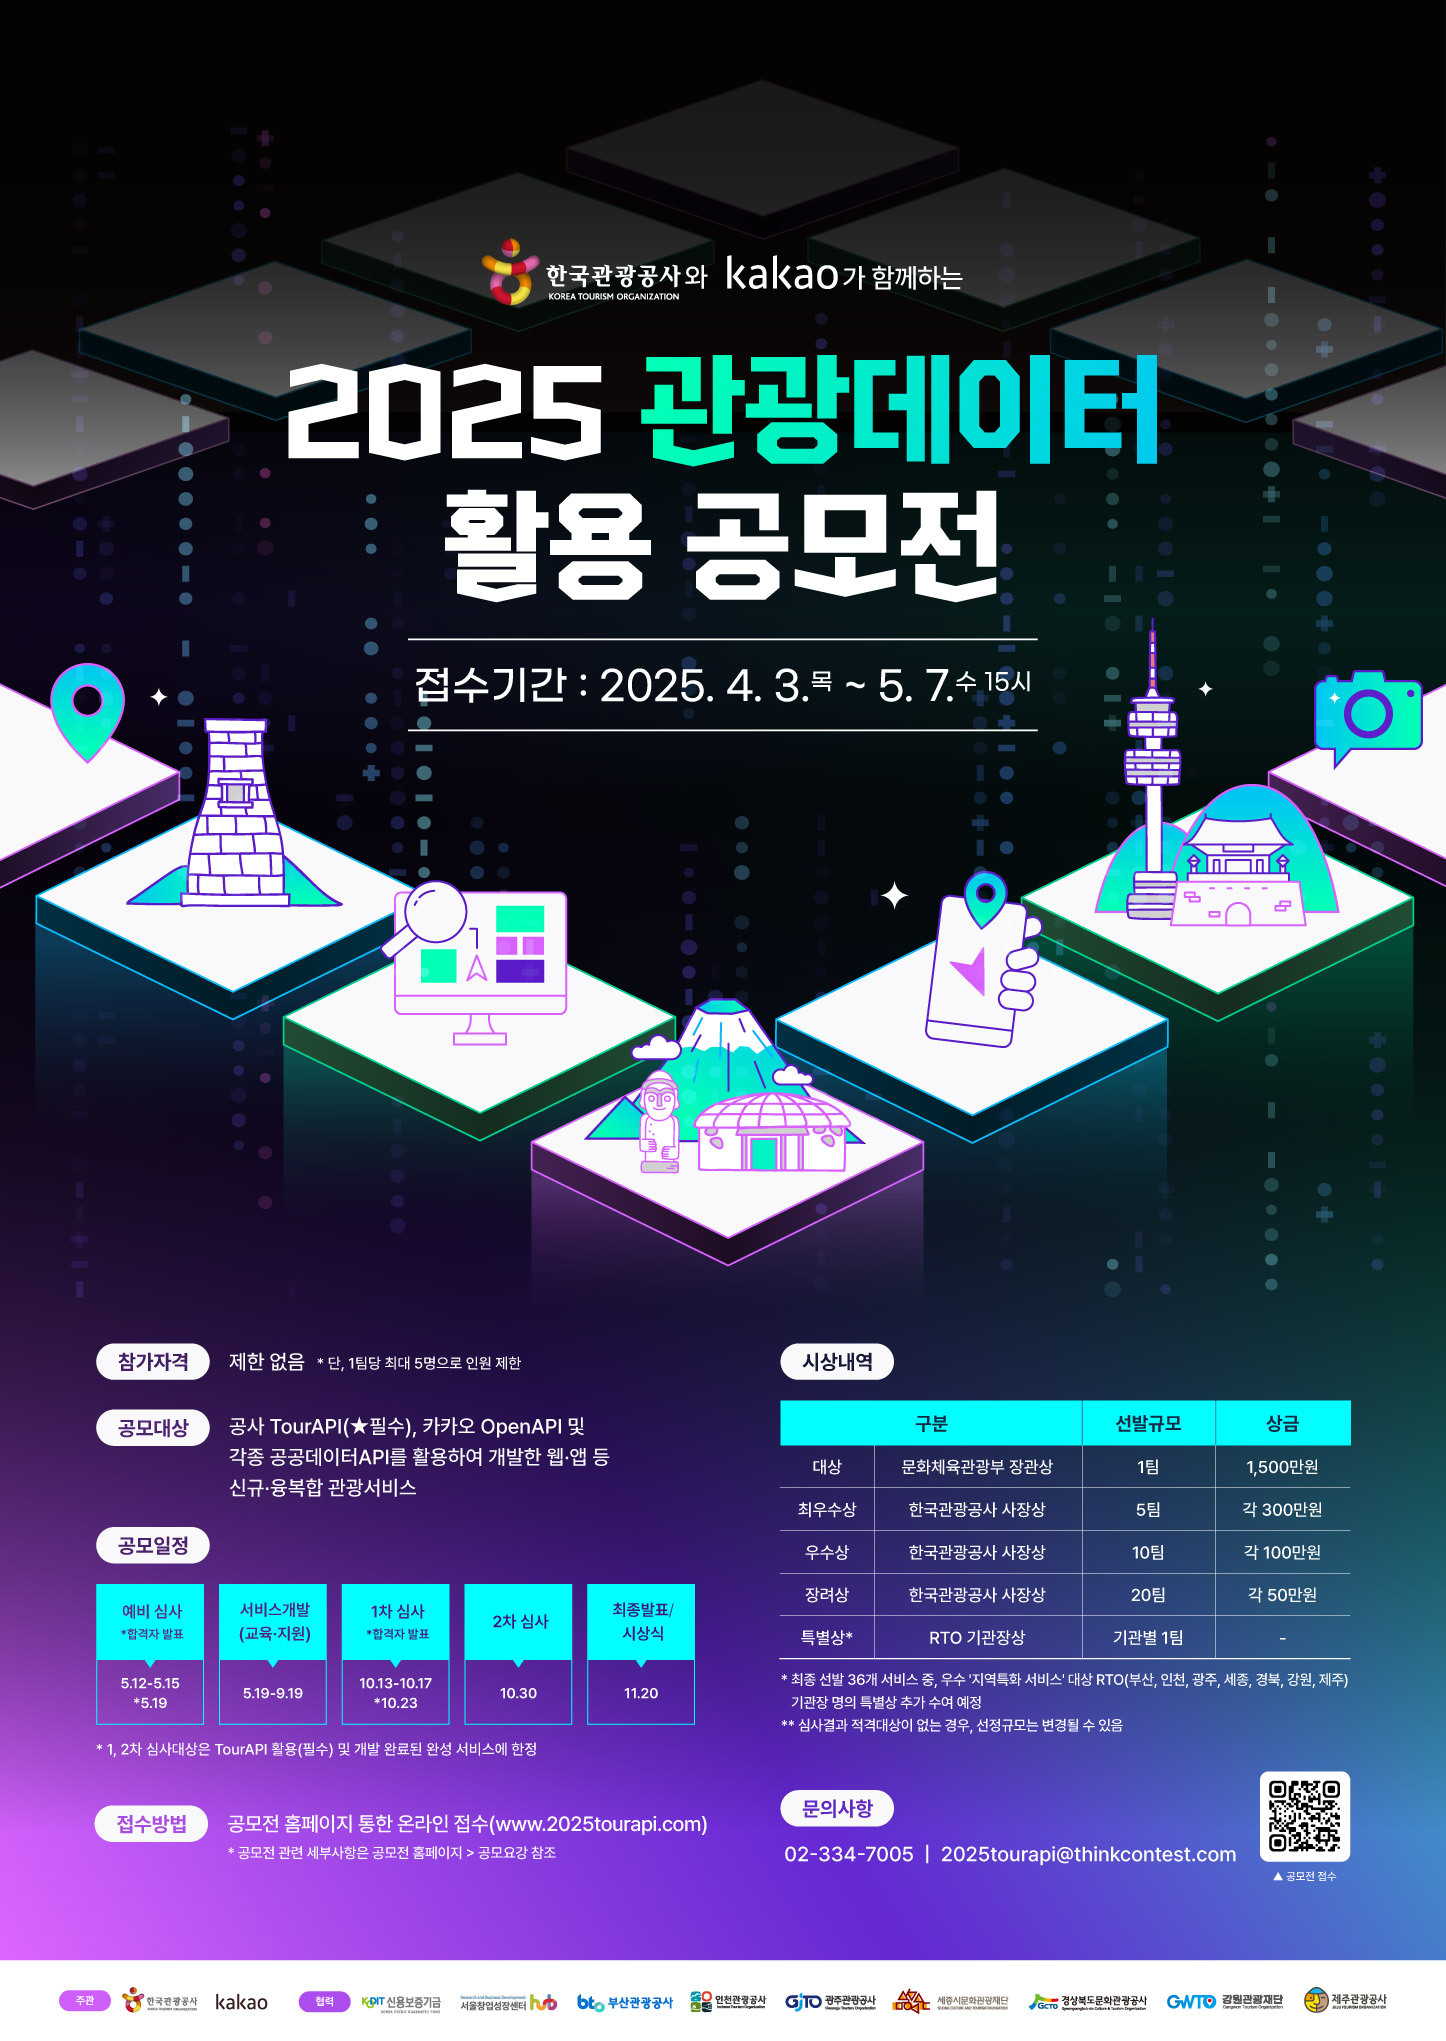 한국관광공사와 kakao가 함께하는
KOREA TOURISM ORGANIZATION
2025 관광데이터
활용 공모전
접수기간 : 2025. 4. 3.목 ~ 5. 7.수 15시
참가자격 제한 없음 * 단, 1팀당 최대 5명으로 인원 제한
공모대상 공사 TourAPI(★필수), 카카오 OpenAPI 및
각종 공공데이터API를 활용하여 개발한 웹·앱 등
신규·융복합 관광서비스
공모일정
예비 심사 *합격자 발표
5.12-5.15 *5.19
서비스개발 (교육·지원)
5.19-9.19
1차 심사 *합격자 발표
10.13-10.17 *10.23
2차 심사
10.30
최종발표/ 시상식
11.20
* 1, 2차 심사대상은 TourAPI 활용(필수) 및 개발 완료된 완성 서비스에 한정
접수방법 공모전 홈페이지 통한 온라인 접수(www.2025tourapi.com)
* 공모전 관련 세부사항은 공모전 홈페이지 > 공모요강 참조
시상내역
구분 선발규모 상금
대상 문화체육관광부 장관상 1팀 1,500만원
최우수상 한국관광공사 사장상 5팀 각 300만원
우수상 한국관광공사 사장상 10팀 각 100만원
장려상 한국관광공사 사장상 20팀 각 50만원
특별상* RTO 기관장상 기관별 1팀 -
* 최종 선발 36개 서비스 중, 우수 '지역특화 서비스' 대상 RTO(부산, 인천, 광주, 세종, 경북, 강원, 제주)
기관장 명의 특별상 추가 수여 예정
** 심사결과 적격대상이 없는 경우, 선정규모는 변경될 수 있음
문의사항
02-334-7005 | 2025tourapi@thinkcontest.com
▲ 공모전 접수
주관 한국관광공사 kakao 협력 KODIT 신용보증기금 서울창업성장센터 hub bto 부산관광공사 인천관광공사 GJTO 광주관광공사 세종시문화관광재단 GCTO 경상북도문화관광공사 GWTO 강원관광재단 제주관광공사